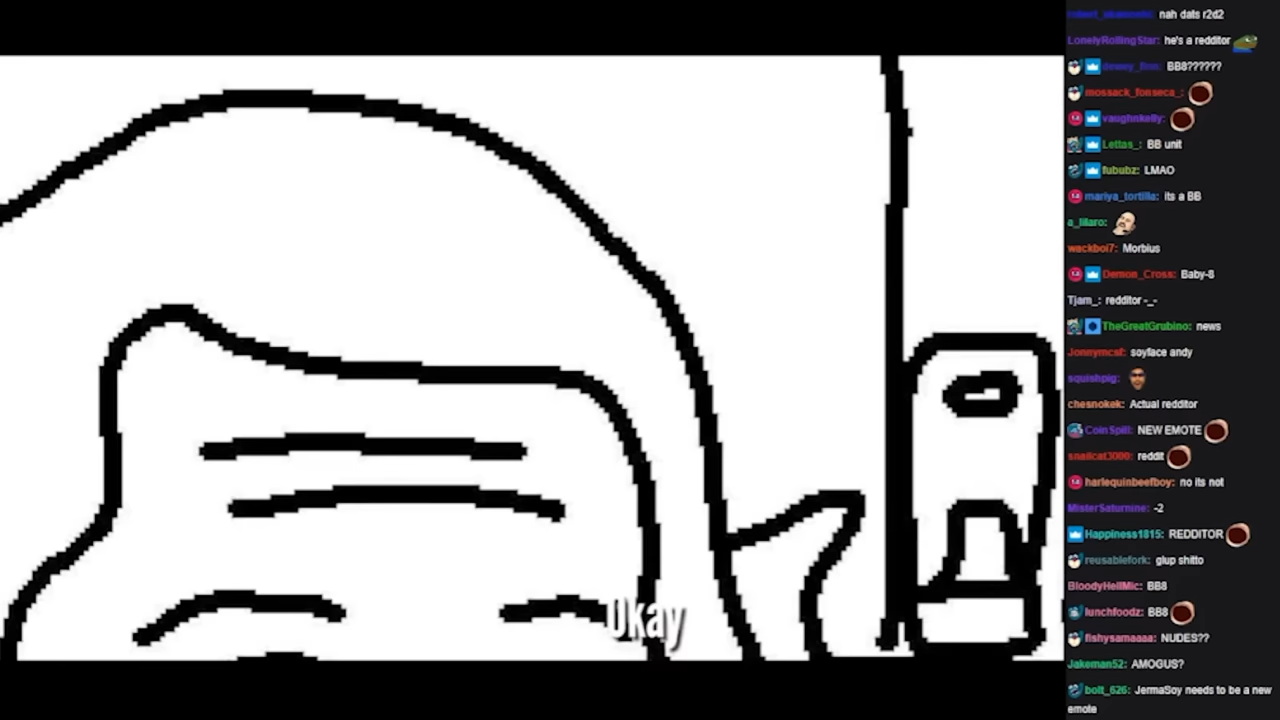 robert_skannolo: nah dats r2d2
LonelyRollingStar: he's a redditor
dewey_finn: BB8??????
mossack_fonseca_:
vaughnkelly:
Lettas_: BB unit
fububz: LMAO
mariya_tortilla: its a BB
a_lilaro:
wackboi7: Morbius
Demon_Cross: Baby-8
Tjam_: redditor -_-
TheGreatGrubino: news
Jonnymcsf: soyface andy
squishpig:
chesnokek: Actual redditor
CoinSpill: NEW EMOTE
snailcat3000: reddit
harlequinbeefboy: no its not
MisterSaturnine: -2
Happiness1815: REDDITOR
reusablefork: glup shitto
BloodyHellMic: BB8
lunchfoodz: BB8
fishysamaaaa: NUDES??
Jakeman52: AMOGUS?
bolt_626: JermaSoy needs to be a new
emote
Okay